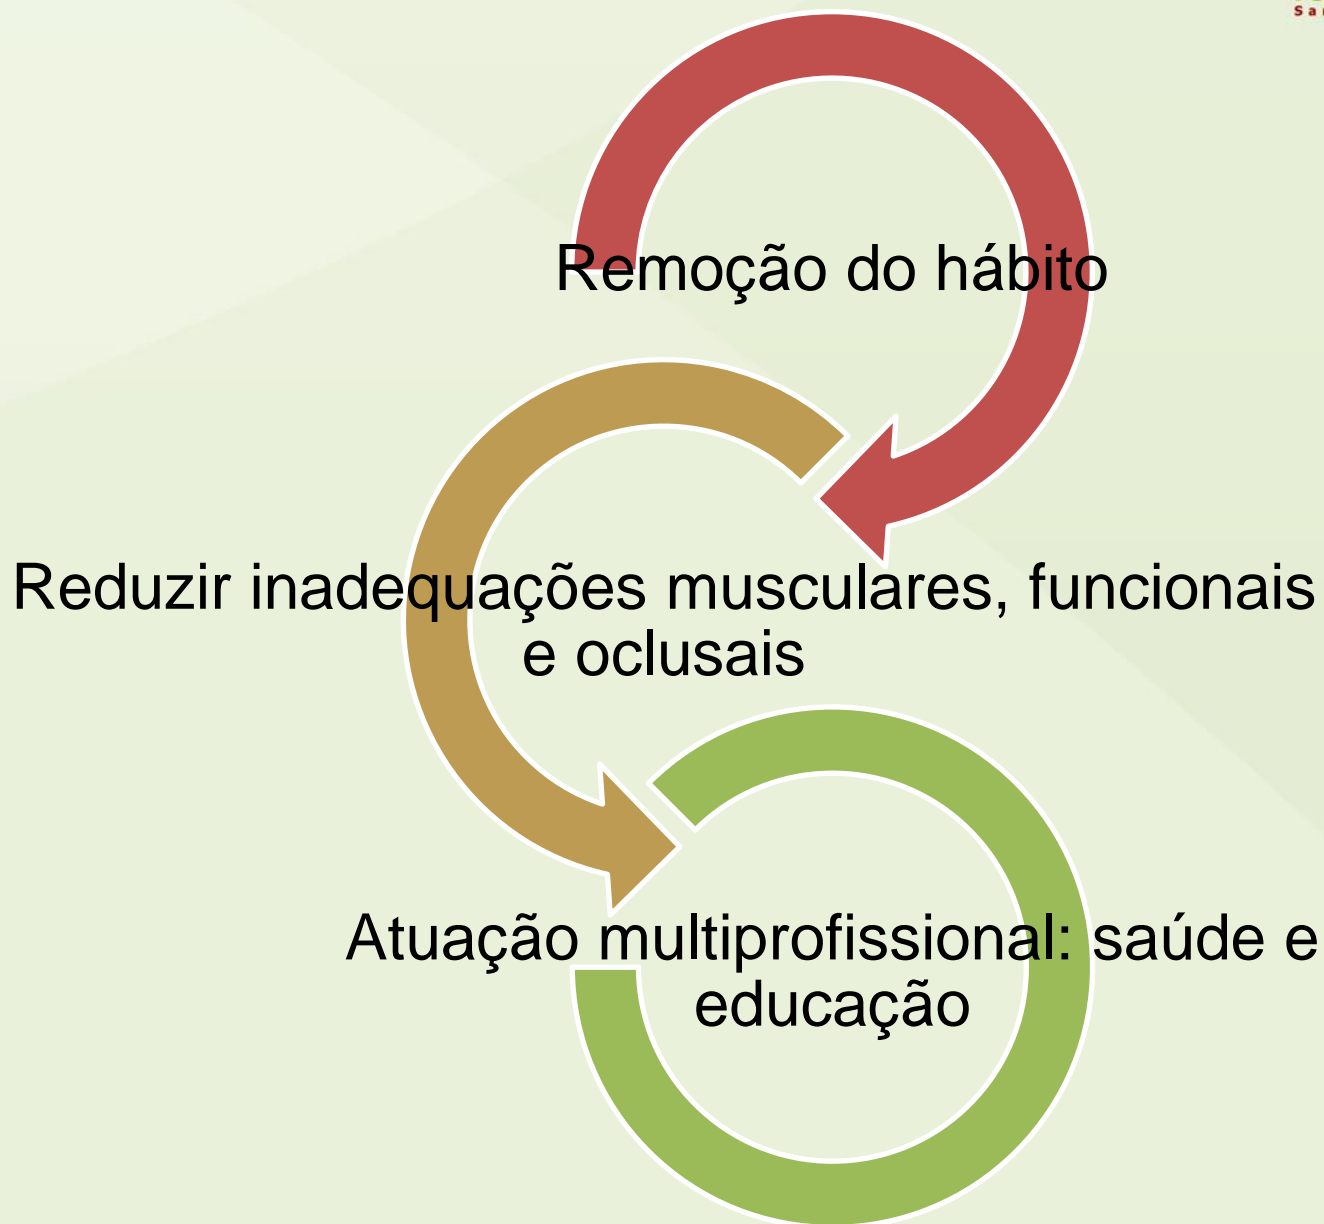 Remoção do hábito
Reduzir inadequações musculares, funcionais
e oclusais
Atuação multiprofissional: saúde e
educação